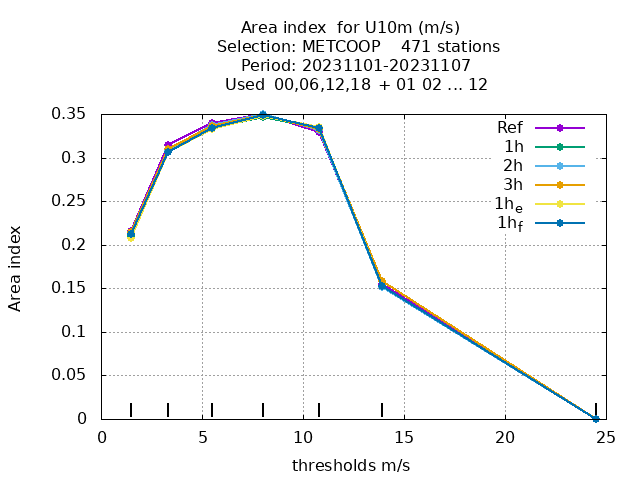 Area index  for U10m (m/s)
Selection: METCOOP    471 stations
Period: 20231101-20231107
Used  00,06,12,18  + 01 02 ... 12
0.35
0.3
0.25
0.2
0.15
0.1
0.05
0
Area index
Ref
1h
2h
3h
1h_e
1h_f
0 5 10 15 20 25
thresholds m/s